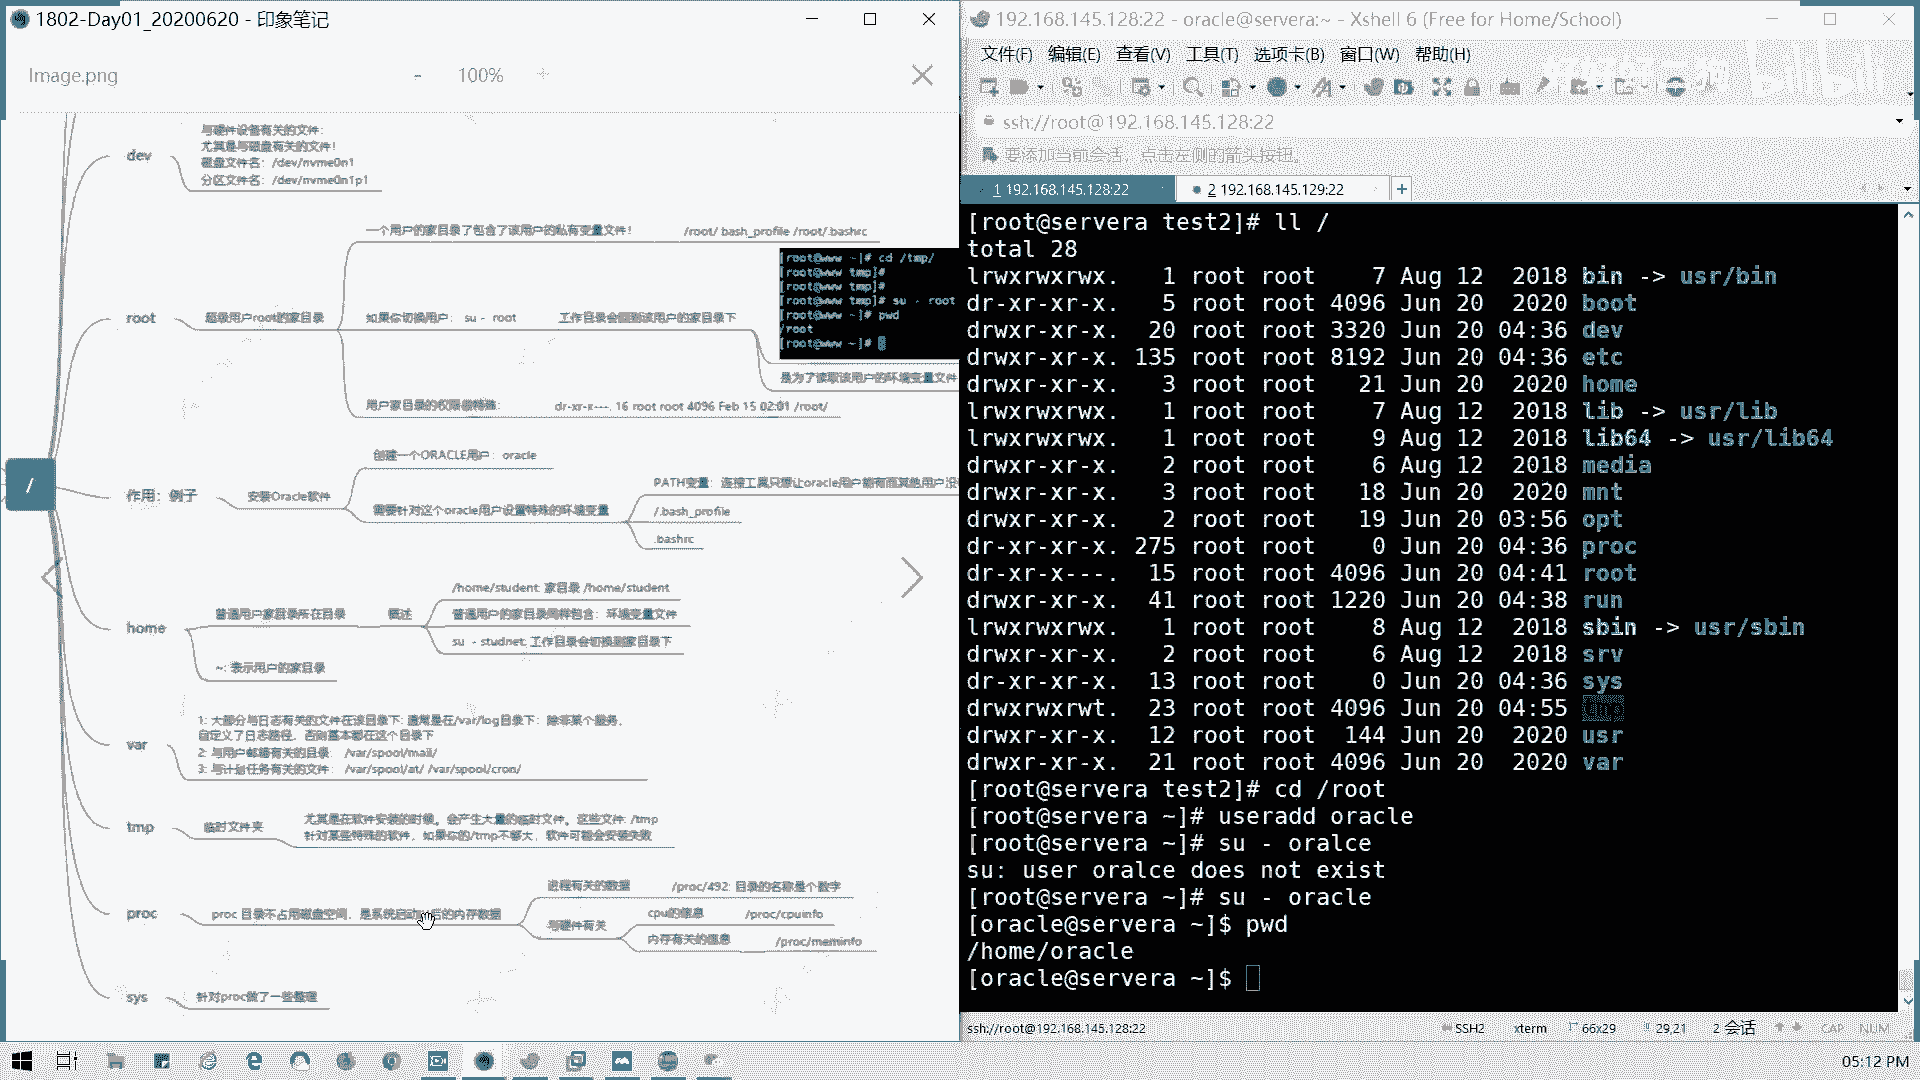 1802-Day01_20200620 - 印象笔记
Image.png
- 100% +
dev
与硬件设备有关的文件:
尤其是与磁盘有关的文件!
磁盘文件名: /dev/nvme0n1
分区文件名: /dev/nvme0n1p1
一个用户的家目录了包含了该用户的私有变量文件!
/root/ bash_profile /root/.bashrc
[root@www ~]# cd /tmp/
[root@www tmp]#
[root@www tmp]#
[root@www tmp]# su - root
[root@www ~]# pwd
/root
[root@www ~]#
root
超级用户root的家目录
如果你切换用户: su - root
工作目录会回到该用户的家目录下
是为了读取该用户的环境变量文件
用户家目录的权限很特殊:
dr-xr-x---. 16 root root 4096 Feb 15 02:01 /root/
/
作用: 例子
安装Oracle软件
创建一个ORACLE用户: oracle
需要针对这个oracle用户设置特殊的环境变量
PATH变量: 连接工具只想让oracle用户拥有而其他用户没
/.bash_profile
.bashrc
home
普通用户家目录所在目录
概述
/home/student: 家目录 /home/student
普通用户的家目录同样包含: 环境变量文件
su - studnet: 工作目录会切换到家目录下
~: 表示用户的家目录
var
1: 大部分与日志有关的文件在该目录下: 通常是在/var/log目录下: 除非某个服务,
自定义了日志路径, 否则基本都在这个目录下
2: 与用户邮箱有关的目录: /var/spool/mail/
3: 与计划任务有关的文件: /var/spool/at/ /var/spool/cron/
tmp
临时文件夹
尤其是在软件安装的时候。会产生大量的临时文件。这些文件: /tmp
针对某些特殊的软件, 如果你的/tmp不够大, 软件可能会安装失败
proc
proc 目录不占用磁盘空间, 是系统启动 后的内存数据
进程有关的数据
/proc/492: 目录的名称是个数字
与硬件有关
cpu的信息
/proc/cpuinfo
内存有关的信息
/proc/meminfo
sys
针对proc做了一些整理
192.168.145.128:22 - oracle@servera:~ - Xshell 6 (Free for Home/School)
文件(F) 编辑(E) 查看(V) 工具(T) 选项卡(B) 窗口(W) 帮助(H)
bilibili
ssh://root@192.168.145.128:22
要添加当前会话, 点击左侧的箭头按钮。
1 192.168.145.128:22
2 192.168.145.129:22
+
[root@servera test2]# ll /
total 28
lrwxrwxrwx. 1 root root 7 Aug 12 2018 bin -> usr/bin
dr-xr-xr-x. 5 root root 4096 Jun 20 2020 boot
drwxr-xr-x. 20 root root 3320 Jun 20 04:36 dev
drwxr-xr-x. 135 root root 8192 Jun 20 04:36 etc
drwxr-xr-x. 3 root root 21 Jun 20 2020 home
lrwxrwxrwx. 1 root root 7 Aug 12 2018 lib -> usr/lib
lrwxrwxrwx. 1 root root 9 Aug 12 2018 lib64 -> usr/lib64
drwxr-xr-x. 2 root root 6 Aug 12 2018 media
drwxr-xr-x. 3 root root 18 Jun 20 2020 mnt
drwxr-xr-x. 2 root root 19 Jun 20 03:56 opt
dr-xr-xr-x. 275 root root 0 Jun 20 04:36 proc
dr-xr-x---. 15 root root 4096 Jun 20 04:41 root
drwxr-xr-x. 41 root root 1220 Jun 20 04:38 run
lrwxrwxrwx. 1 root root 8 Aug 12 2018 sbin -> usr/sbin
drwxr-xr-x. 2 root root 6 Aug 12 2018 srv
dr-xr-xr-x. 13 root root 0 Jun 20 04:36 sys
drwxrwxrwt. 23 root root 4096 Jun 20 04:55 tmp
drwxr-xr-x. 12 root root 144 Jun 20 2020 usr
drwxr-xr-x. 21 root root 4096 Jun 20 2020 var
[root@servera test2]# cd /root
[root@servera ~]# useradd oracle
[root@servera ~]# su - oralce
su: user oralce does not exist
[root@servera ~]# su - oracle
[oracle@servera ~]$ pwd
/home/oracle
[oracle@servera ~]$
ssh://root@192.168.145.128:22
SSH2 xterm 66x29 29,21 2 会话 CAP NUM
05:12 PM